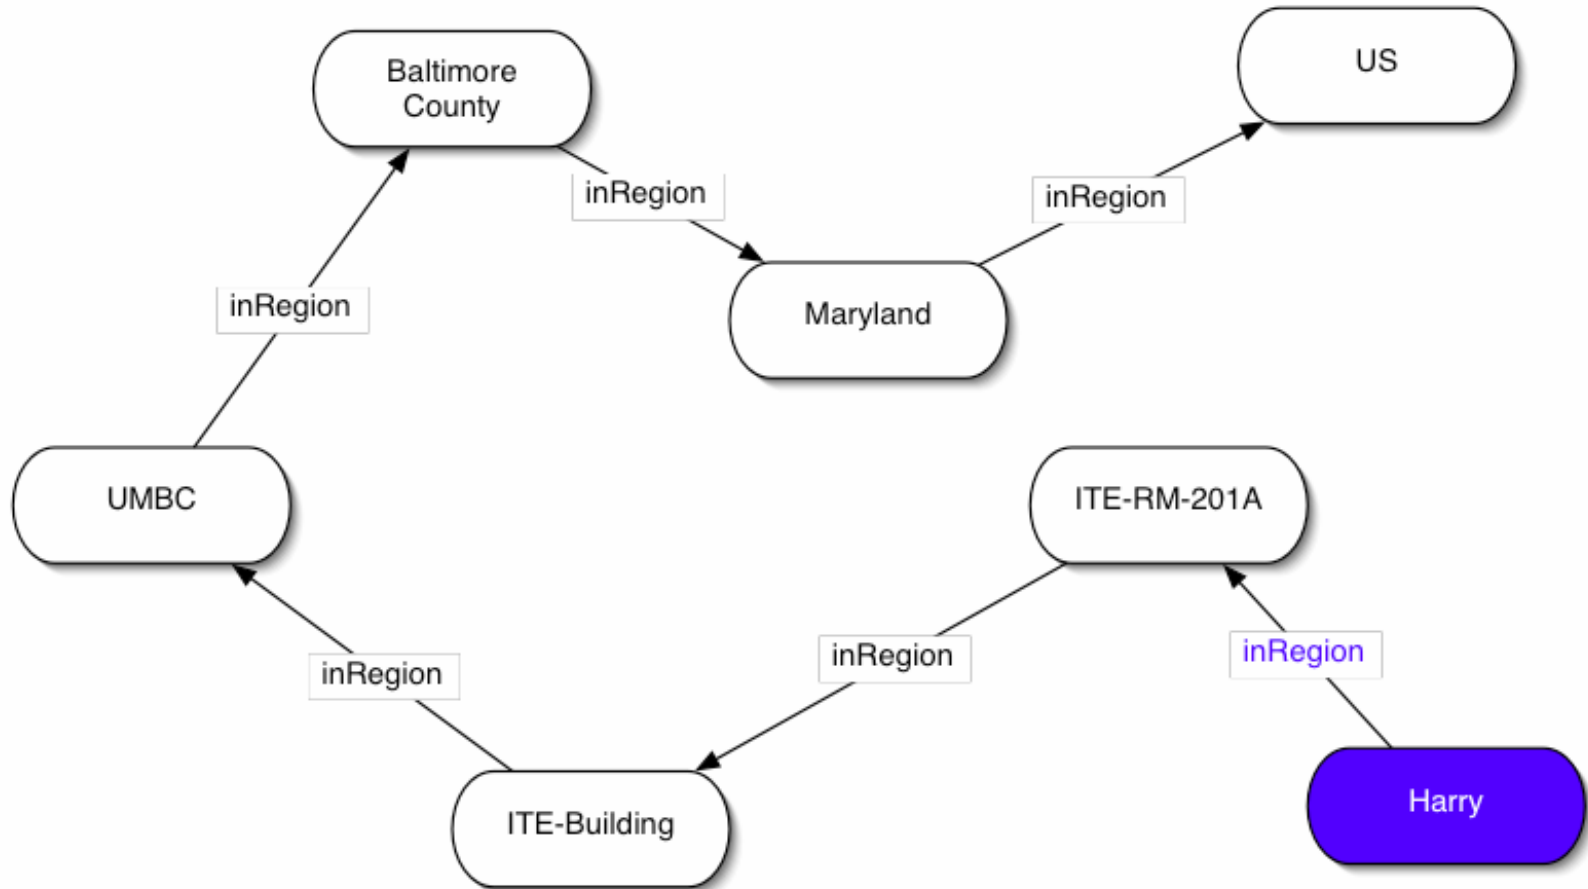 Baltimore
County
US
inRegion
inRegion
inRegion
Maryland
UMBC
ITE-RM-201A
inRegion
inRegion
inRegion
ITE-Building
Harry